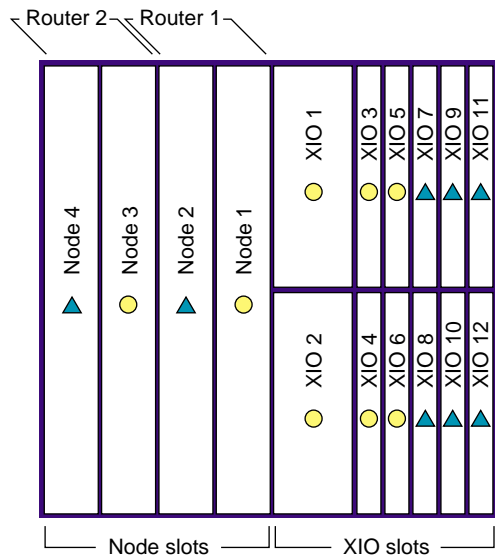 Router 2
Router 1
Node 4
Node 3
Node 2
Node 1
XIO 1
XIO 3
XIO 5
XIO 7
XIO 9
XIO 11
XIO 2
XIO 4
XIO 6
XIO 8
XIO 10
XIO 12
Node slots
XIO slots